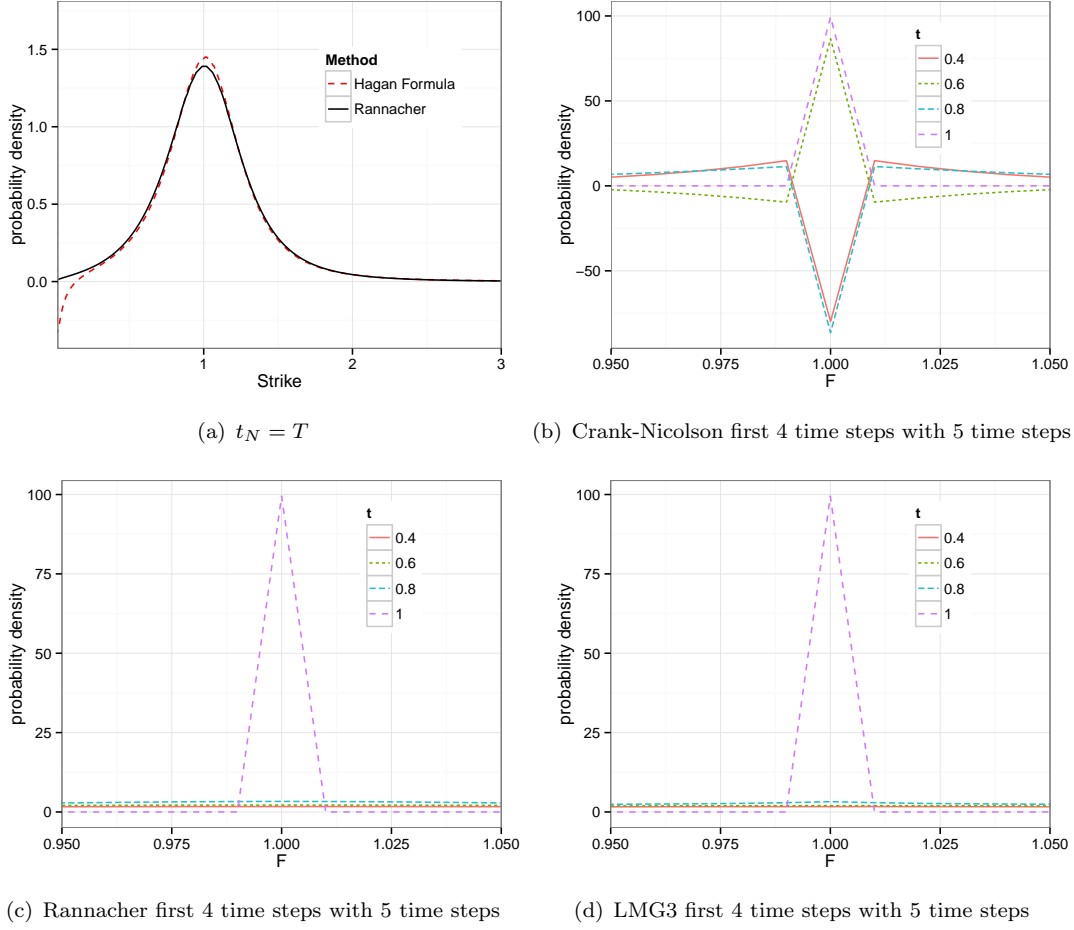 probability density
1.5
1.0
0.5
0.0
Method
Hagan Formula
Rannacher
1
2
3
Strike
(a) t_N = T
probability density
100
50
0
−50
t
0.4
0.6
0.8
1
0.950
0.975
1.000
1.025
1.050
F
(b) Crank-Nicolson first 4 time steps with 5 time steps
probability density
100
75
50
25
0
t
0.4
0.6
0.8
1
0.950
0.975
1.000
1.025
1.050
F
(c) Rannacher first 4 time steps with 5 time steps
probability density
100
75
50
25
0
t
0.4
0.6
0.8
1
0.950
0.975
1.000
1.025
1.050
F
(d) LMG3 first 4 time steps with 5 time steps